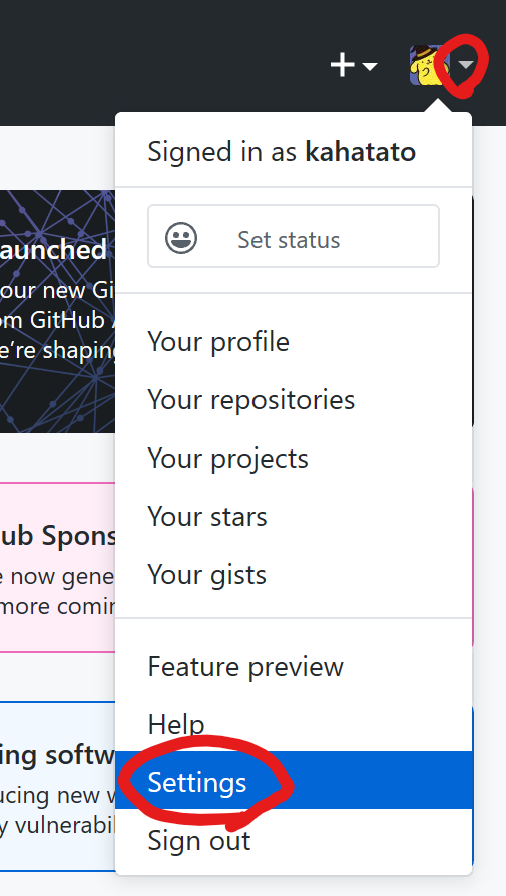 Signed in as kahatato
Set status
aunched
our new Gi
om GitHub
e're shaping
Your profile
Your repositories
Your projects
Your stars
Your gists
ub Spons
e now gene
more comin
Feature preview
Help
Settings
Sign out
ing softw
ucing new
y vulnerabil